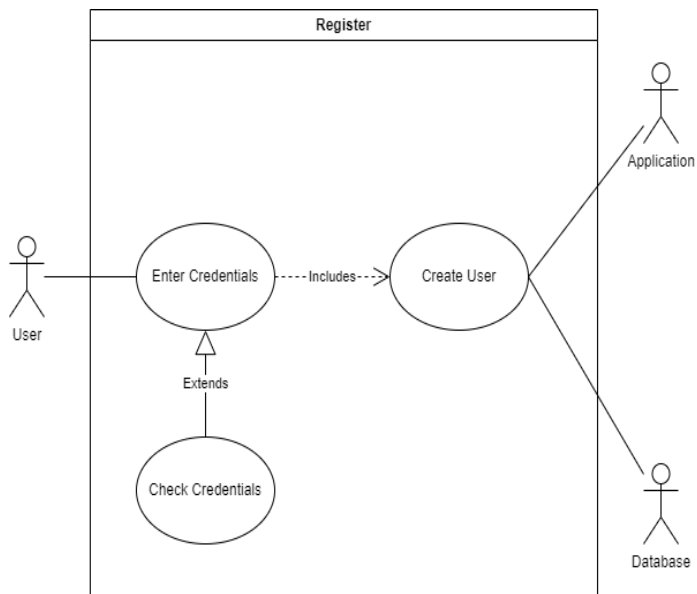 Register
Application
Enter Credentials
Includes
Create User
User
Extends
Check Credentials
Database